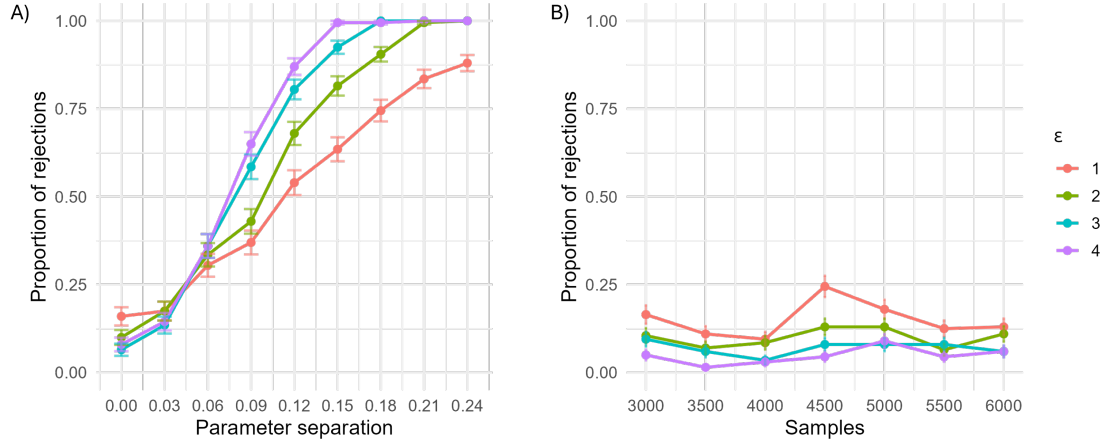 A)
Proportion of rejections
1.00
0.75
0.50
0.25
0.00
0.00 0.03 0.06 0.09 0.12 0.15 0.18 0.21 0.24
Parameter separation
B)
Proportion of rejections
1.00
0.75
0.50
0.25
0.00
3000 3500 4000 4500 5000 5500 6000
Samples
ε
1
2
3
4